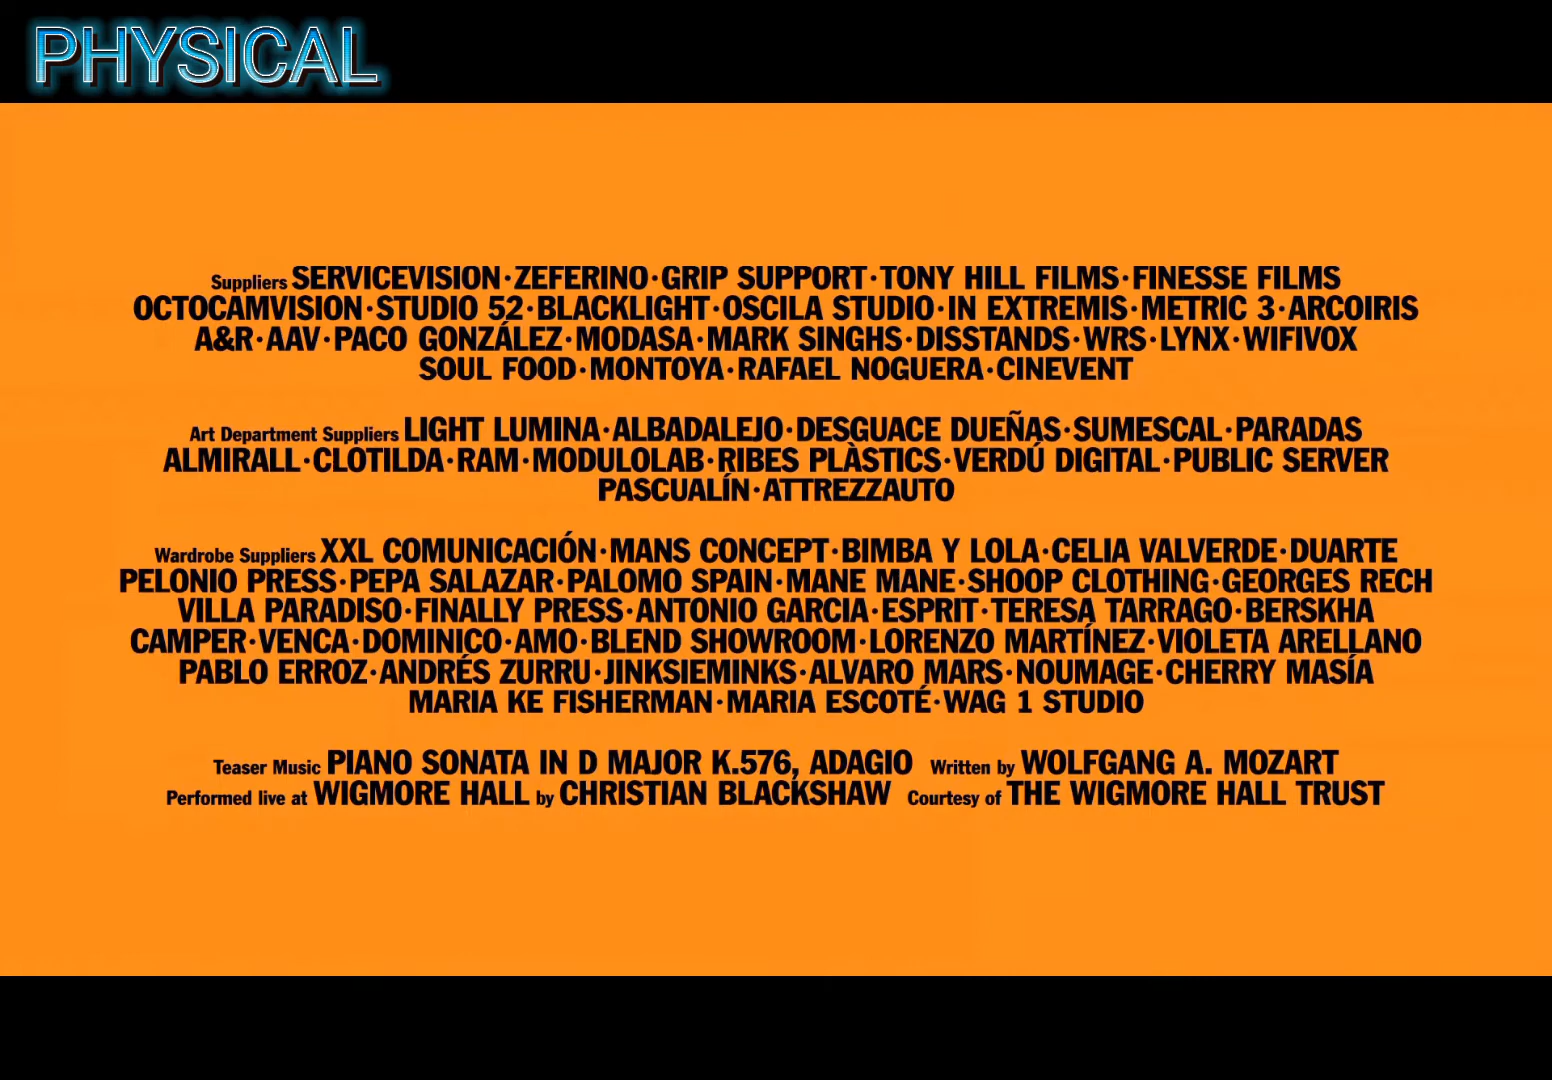 PHYSICAL
Suppliers SERVICEVISION·ZEFERINO·GRIP SUPPORT·TONY HILL FILMS·FINESSE FILMS
OCTOCAMVISION·STUDIO 52·BLACKLIGHT·OSCILA STUDIO·IN EXTREMIS·METRIC 3·ARCOIRIS
A&R·AAV·PACO GONZÁLEZ·MODASA·MARK SINGHS·DISSTANDS·WRS·LYNX·WIFIVOX
SOUL FOOD·MONTOYA·RAFAEL NOGUERA·CINEVENT
Art Department Suppliers LIGHT LUMINA·ALBADALEJO·DESGUACE DUEÑAS·SUMESCAL·PARADAS
ALMIRALL·CLOTILDA·RAM·MODULOLAB·RIBES PLÀSTICS·VERDÚ DIGITAL·PUBLIC SERVER
PASCUALÍN·ATTREZZAUTO
Wardrobe Suppliers XXL COMUNICACIÓN·MANS CONCEPT·BIMBA Y LOLA·CELIA VALVERDE·DUARTE
PELONIO PRESS·PEPA SALAZAR·PALOMO SPAIN·MANE MANE·SHOOP CLOTHING·GEORGES RECH
VILLA PARADISO·FINALLY PRESS·ANTONIO GARCIA·ESPRIT·TERESA TARRAGO·BERSKHA
CAMPER·VENCA·DOMINICO·AMO·BLEND SHOWROOM·LORENZO MARTÍNEZ·VIOLETA ARELLANO
PABLO ERROZ·ANDRÉS ZURRU·JINKSIEMINKS·ALVARO MARS·NOUMAGE·CHERRY MASÍA
MARIA KE FISHERMAN·MARIA ESCOTÉ·WAG 1 STUDIO
Teaser Music PIANO SONATA IN D MAJOR K.576, ADAGIO Written by WOLFGANG A. MOZART
Performed live at WIGMORE HALL by CHRISTIAN BLACKSHAW Courtesy of THE WIGMORE HALL TRUST